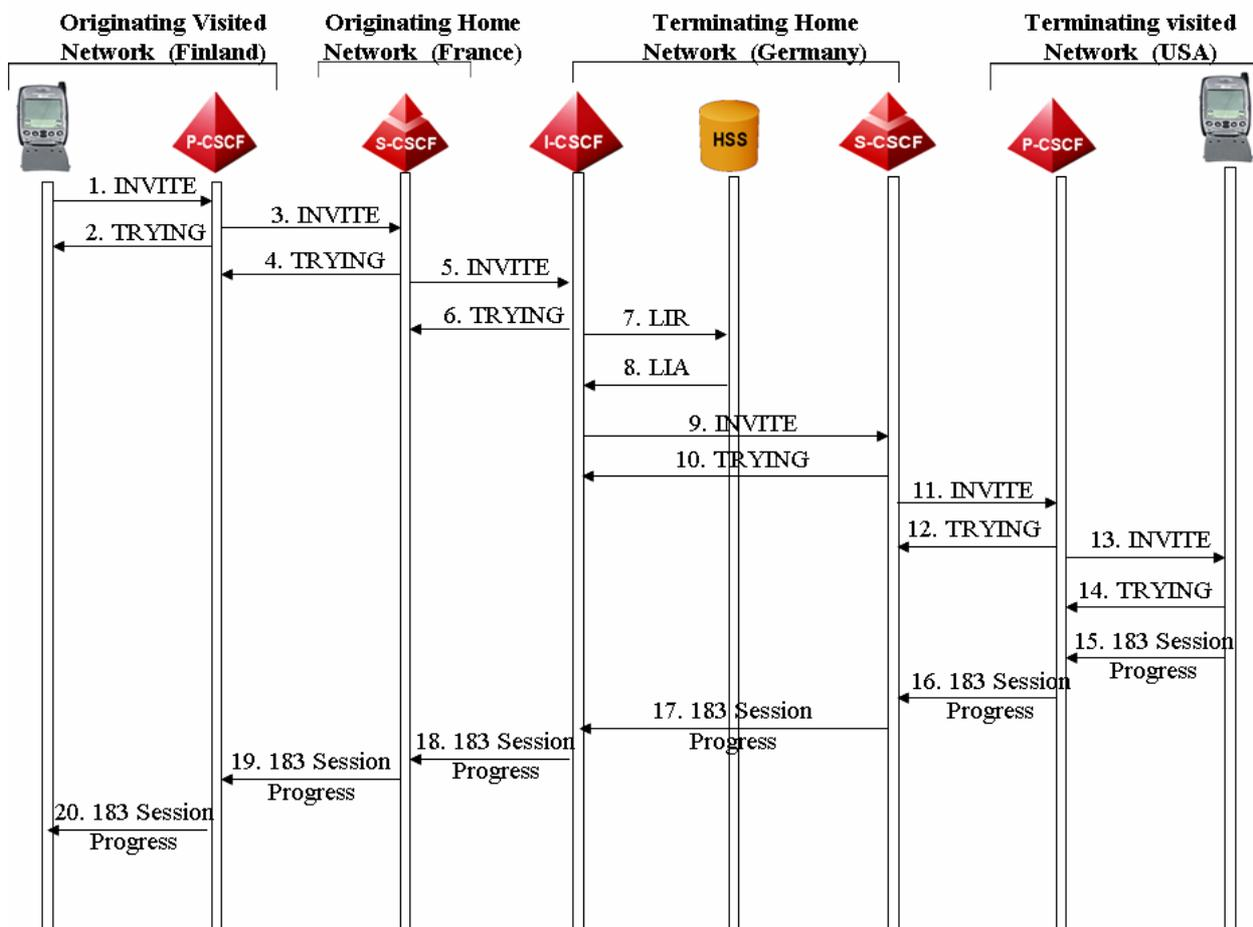 Originating Visited
Network (Finland)
Originating Home
Network (France)
Terminating Home
Network (Germany)
Terminating visited
Network (USA)
P-CSCF
S-CSCF
I-CSCF
HSS
S-CSCF
P-CSCF
1. INVITE
2. TRYING
3. INVITE
4. TRYING
5. INVITE
6. TRYING
7. LIR
8. LIA
9. INVITE
10. TRYING
11. INVITE
12. TRYING
13. INVITE
14. TRYING
15. 183 Session
Progress
16. 183 Session
Progress
17. 183 Session
Progress
18. 183 Session
Progress
19. 183 Session
Progress
20. 183 Session
Progress